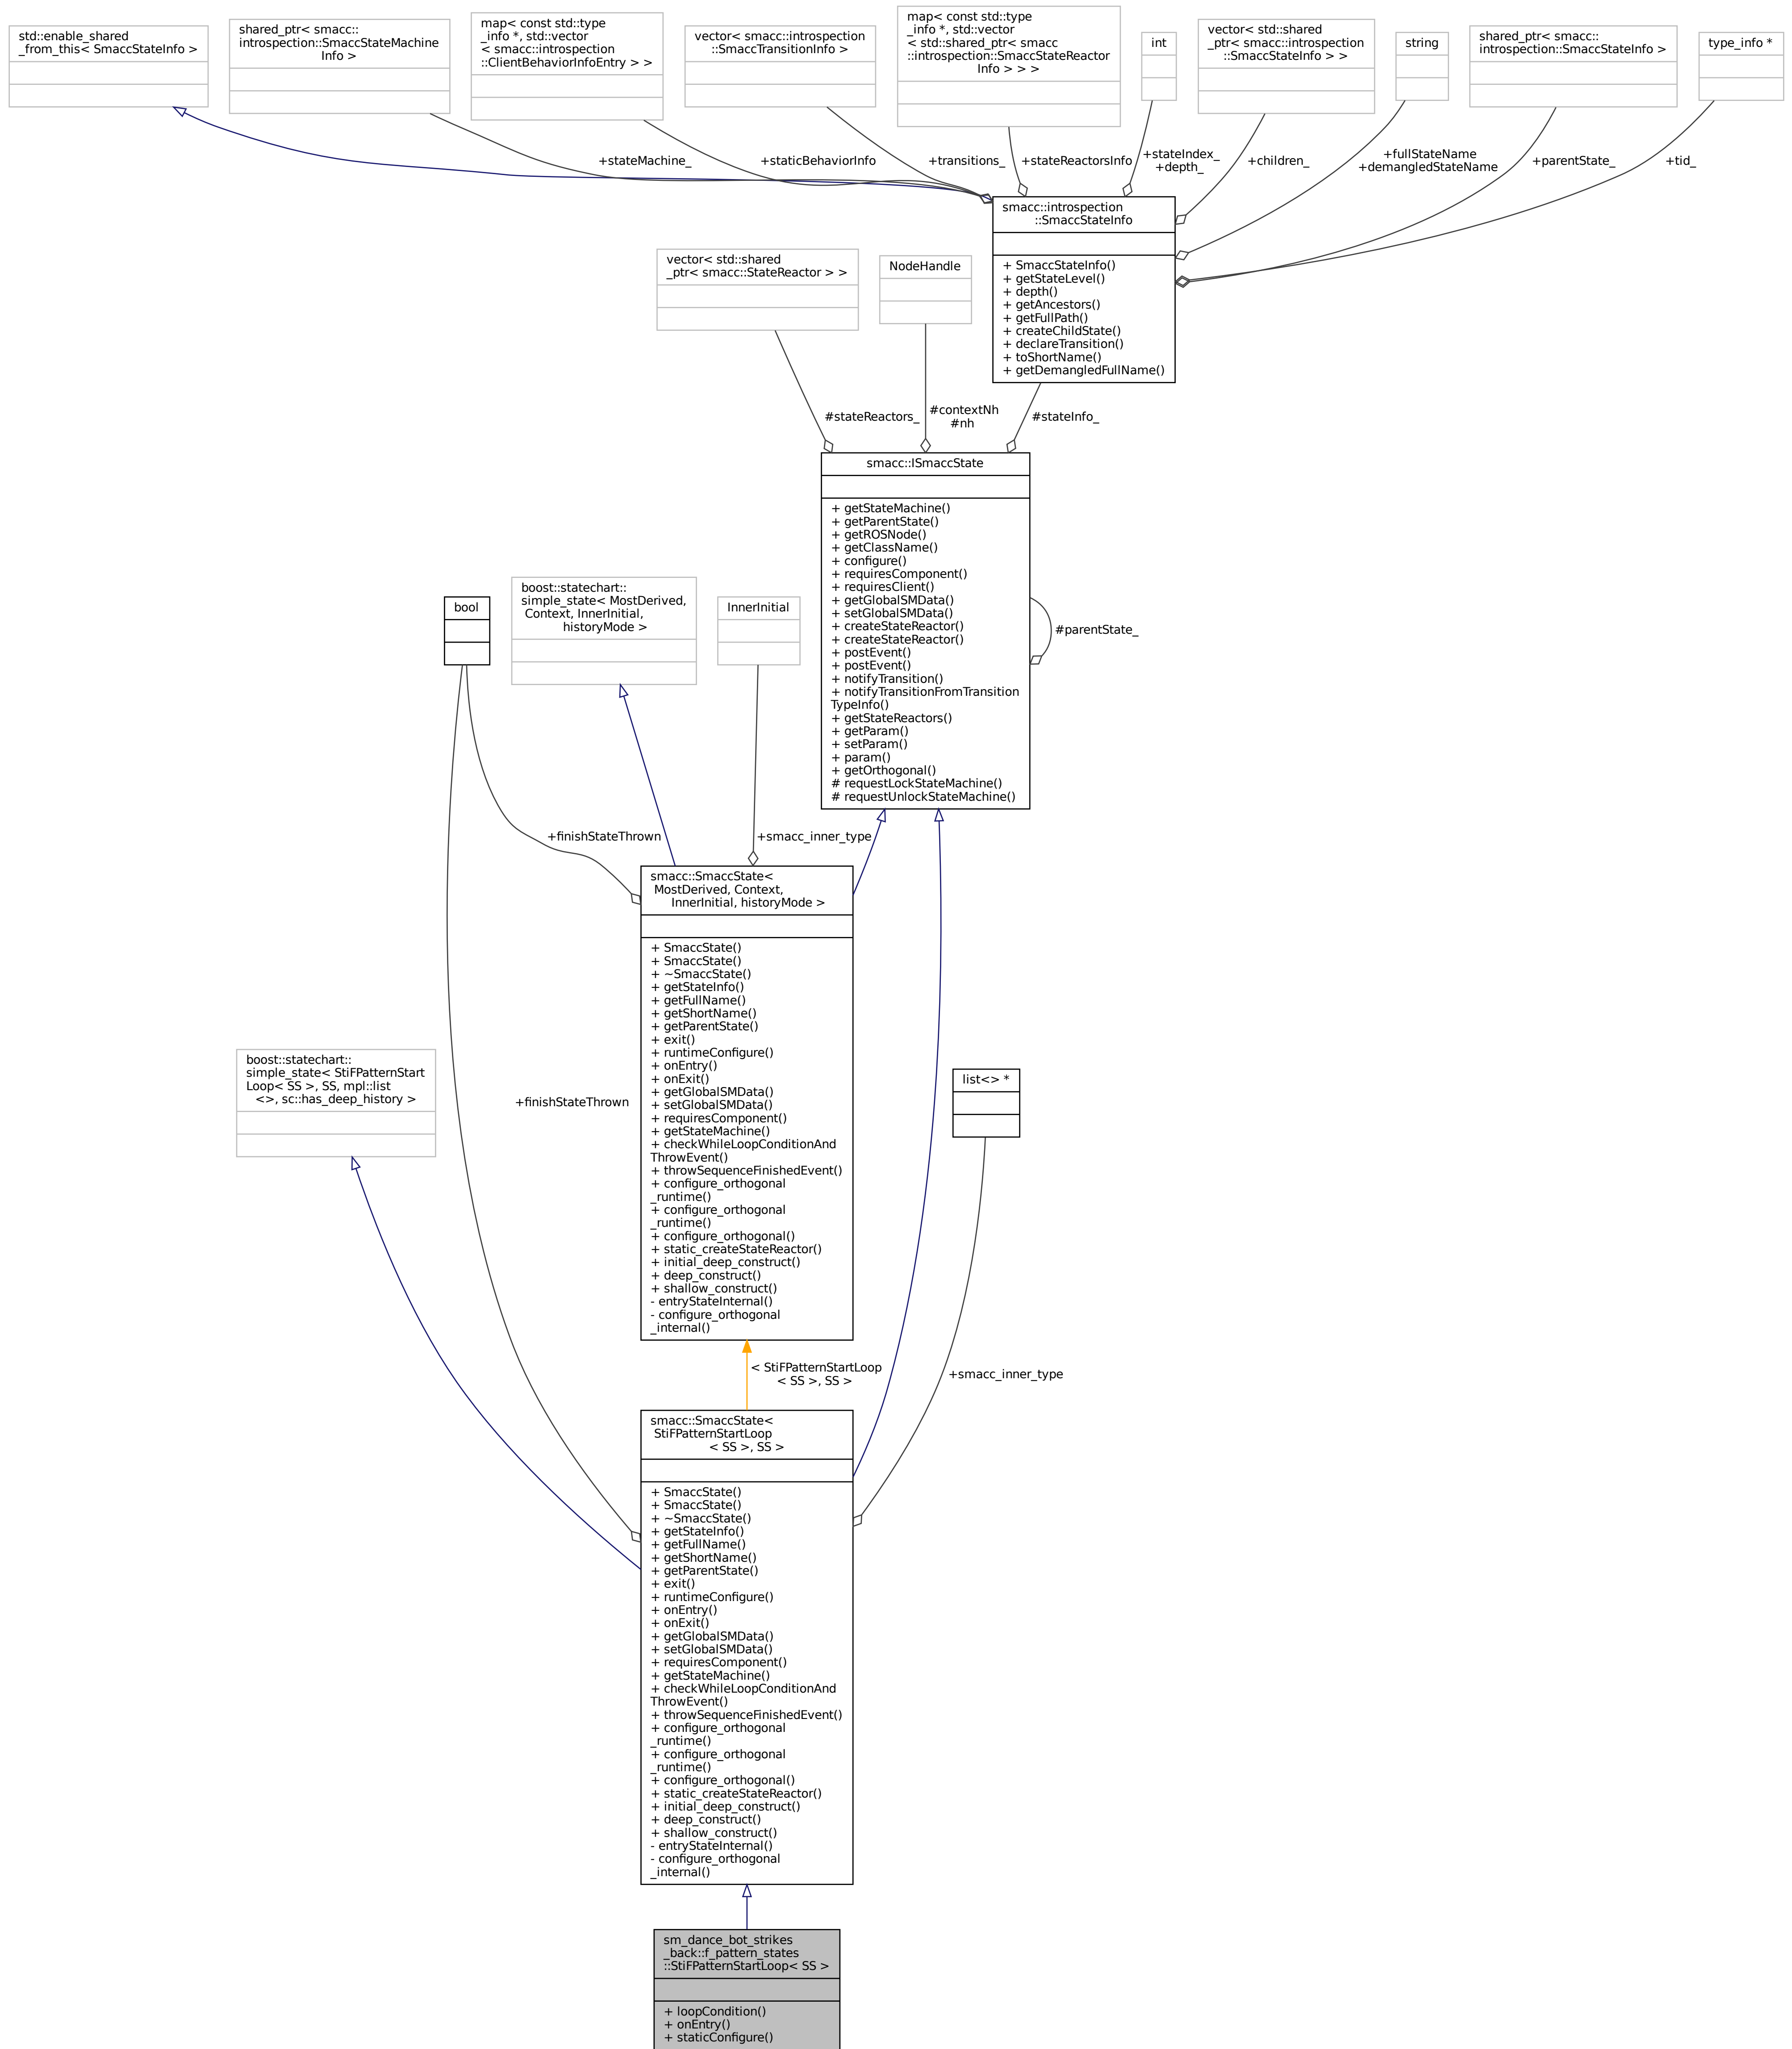 std::enable_shared
_from_this< SmaccStateInfo >
shared_ptr< smacc::
introspection::SmaccStateMachine
Info >
map< const std::type
_info *, std::vector
< smacc::introspection
::ClientBehaviorInfoEntry > >
vector< smacc::introspection
::SmaccTransitionInfo >
map< const std::type
_info *, std::vector
< std::shared_ptr< smacc
::introspection::SmaccStateReactor
Info > > >
int
vector< std::shared
_ptr< smacc::introspection
::SmaccStateInfo > >
string
shared_ptr< smacc::
introspection::SmaccStateInfo >
type_info *
+stateMachine_
+staticBehaviorInfo
+transitions_
+stateReactorsInfo
+stateIndex_
+depth_
+children_
+fullStateName
+demangledStateName
+parentState_
+tid_
smacc::introspection
::SmaccStateInfo
+ SmaccStateInfo()
+ getStateLevel()
+ depth()
+ getAncestors()
+ getFullPath()
+ createChildState()
+ declareTransition()
+ toShortName()
+ getDemangledFullName()
vector< std::shared
_ptr< smacc::StateReactor > >
NodeHandle
#stateReactors_
#contextNh
#nh
#stateInfo_
smacc::ISmaccState
+ getStateMachine()
+ getParentState()
+ getROSNode()
+ getClassName()
+ configure()
+ requiresComponent()
+ requiresClient()
+ getGlobalSMData()
+ setGlobalSMData()
+ createStateReactor()
+ createStateReactor()
+ postEvent()
+ postEvent()
+ notifyTransition()
+ notifyTransitionFromTransition
TypeInfo()
+ getStateReactors()
+ getParam()
+ setParam()
+ param()
+ getOrthogonal()
# requestLockStateMachine()
# requestUnlockStateMachine()
#parentState_
bool
boost::statechart::
simple_state< MostDerived,
Context, InnerInitial,
historyMode >
InnerInitial
+finishStateThrown
+smacc_inner_type
smacc::SmaccState<
MostDerived, Context,
InnerInitial, historyMode >
+ SmaccState()
+ SmaccState()
+ ~SmaccState()
+ getStateInfo()
+ getFullName()
+ getShortName()
+ getParentState()
+ exit()
+ runtimeConfigure()
+ onEntry()
+ onExit()
+ getGlobalSMData()
+ setGlobalSMData()
+ requiresComponent()
+ getStateMachine()
+ checkWhileLoopConditionAnd
ThrowEvent()
+ throwSequenceFinishedEvent()
+ configure_orthogonal
_runtime()
+ configure_orthogonal
_runtime()
+ configure_orthogonal()
+ static_createStateReactor()
+ initial_deep_construct()
+ deep_construct()
+ shallow_construct()
- entryStateInternal()
- configure_orthogonal
_internal()
boost::statechart::
simple_state< StiFPatternStart
Loop< SS >, SS, mpl::list
<>, sc::has_deep_history >
+finishStateThrown
list<> *
< StiFPatternStartLoop
< SS >, SS >
+smacc_inner_type
smacc::SmaccState<
StiFPatternStartLoop
< SS >, SS >
+ SmaccState()
+ SmaccState()
+ ~SmaccState()
+ getStateInfo()
+ getFullName()
+ getShortName()
+ getParentState()
+ exit()
+ runtimeConfigure()
+ onEntry()
+ onExit()
+ getGlobalSMData()
+ setGlobalSMData()
+ requiresComponent()
+ getStateMachine()
+ checkWhileLoopConditionAnd
ThrowEvent()
+ throwSequenceFinishedEvent()
+ configure_orthogonal
_runtime()
+ configure_orthogonal
_runtime()
+ configure_orthogonal()
+ static_createStateReactor()
+ initial_deep_construct()
+ deep_construct()
+ shallow_construct()
- entryStateInternal()
- configure_orthogonal
_internal()
sm_dance_bot_strikes
_back::f_pattern_states
::StiFPatternStartLoop< SS >
+ loopCondition()
+ onEntry()
+ staticConfigure()